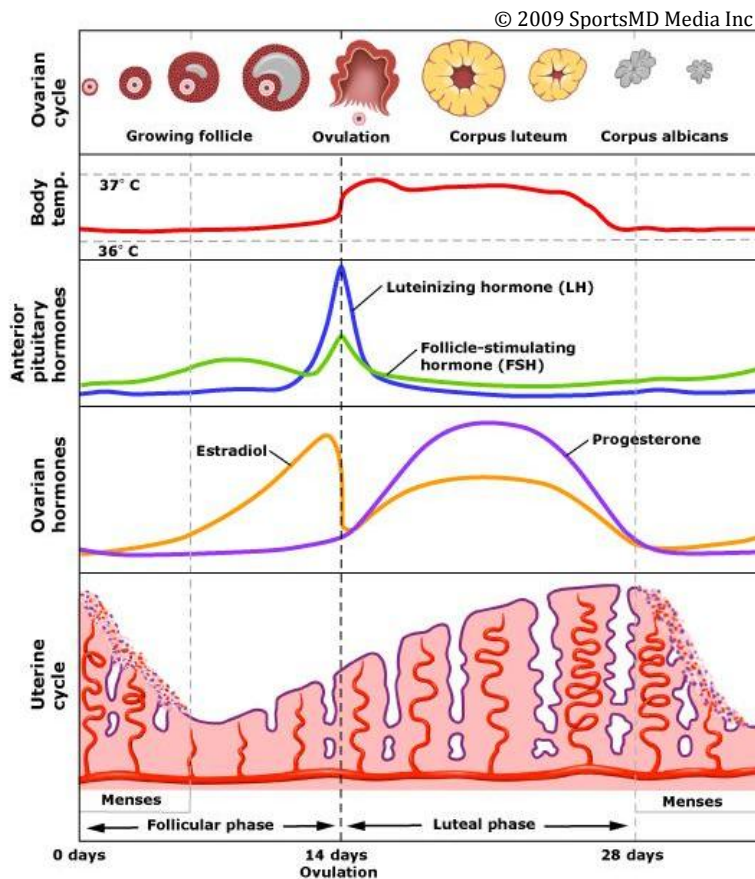 © 2009 SportsMD Media Inc
Ovarian
cycle
Growing follicle
Ovulation
Corpus luteum
Corpus albicans
Body
temp.
37° C
36° C
Anterior
pituitary
hormones
Luteinizing hormone (LH)
Follicle-stimulating
hormone (FSH)
Ovarian
hormones
Estradiol
Progesterone
Uterine
cycle
Menses
Menses
Follicular phase
Luteal phase
0 days
14 days
Ovulation
28 days